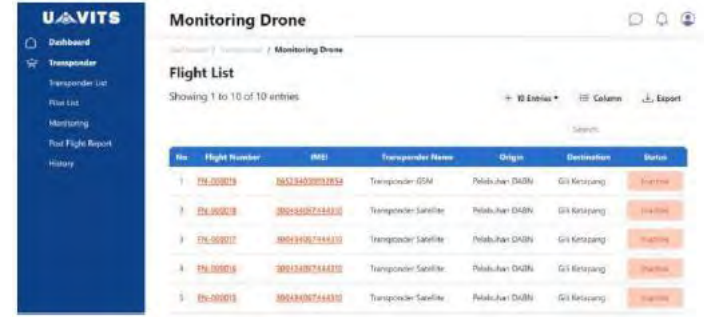 UAVITS
Dashboard
Transponder
Transponder List
Pilot List
Monitoring
Post Flight Report
History
Monitoring Drone
/ Monitoring Drone
Flight List
Showing 1 to 10 of 10 entries
10 Entries Column Export
Search:
No Flight Number IMEI Transponder Name Origin Destination Status
1 FN-000019 Transponder GSM Pelabuhan DABN Gili Ketapang Inactive
2 FN-000018 Transponder Satellite Pelabuhan DABN Gili Ketapang Inactive
3 FN-000017 Transponder Satellite Pelabuhan DABN Gili Ketapang Inactive
4 FN-000016 Transponder Satellite Pelabuhan DABN Gili Ketapang Inactive
5 FN-000015 Transponder Satellite Pelabuhan DABN Gili Ketapang Inactive